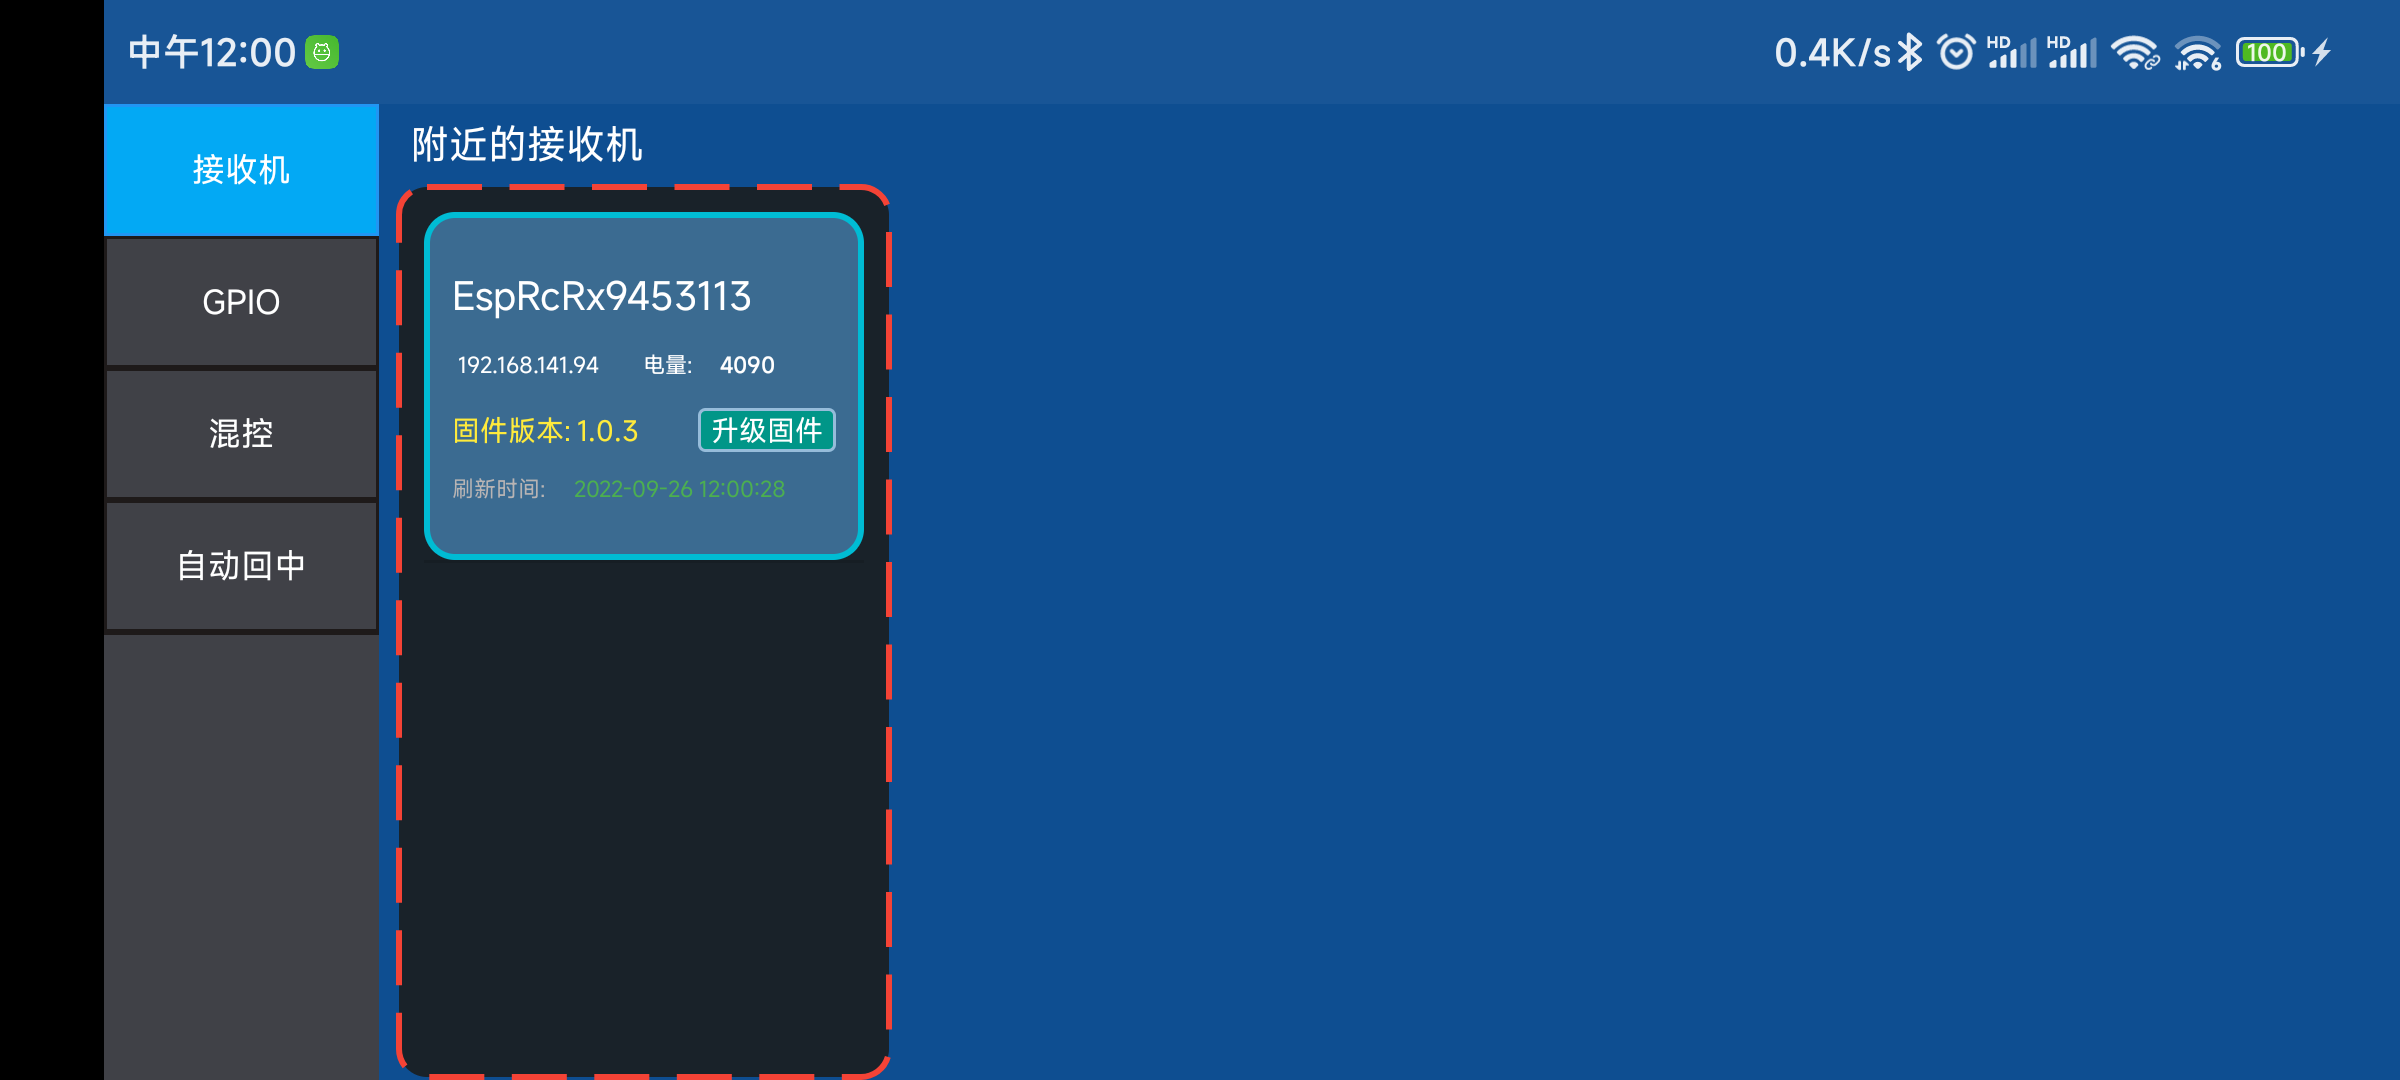 中午12:00
0.4K/s HD HD 6 100
接收机
GPIO
混控
自动回中
附近的接收机
EspRcRx9453113
192.168.141.94 电量: 4090
固件版本: 1.0.3 升级固件
刷新时间: 2022-09-26 12:00:28